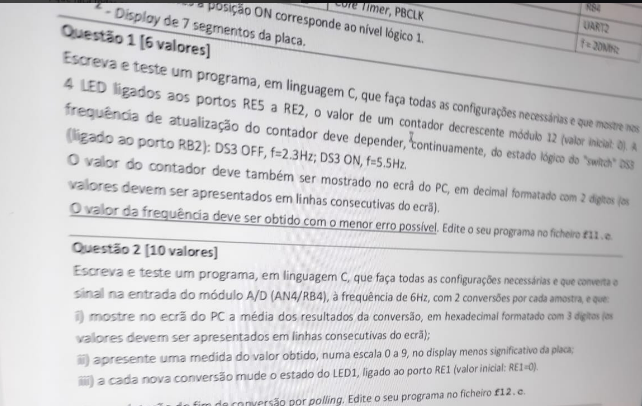 a posição ON corresponde ao nível lógico 1.
Core Timer, PBCLK
RB4
UART2
f = 20MHz
2 - Display de 7 segmentos da placa.
Questão 1 [6 valores]
Escreva e teste um programa, em linguagem C, que faça todas as configurações necessárias e que mostre nos
4 LED ligados aos portos RE5 a RE2, o valor de um contador decrescente módulo 12 (valor inicial: 0). A
frequência de atualização do contador deve depender, continuamente, do estado lógico do "switch" DS3
(ligado ao porto RB2): DS3 OFF, f=2.3Hz; DS3 ON, f=5.5Hz.
O valor do contador deve também ser mostrado no ecrã do PC, em decimal formatado com 2 dígitos (os
valores devem ser apresentados em linhas consecutivas do ecrã).
O valor da frequência deve ser obtido com o menor erro possível. Edite o seu programa no ficheiro f11.c.
Questão 2 [10 valores]
Escreva e teste um programa, em linguagem C, que faça todas as configurações necessárias e que converta o
sinal na entrada do módulo A/D (AN4/RB4), à frequência de 6Hz, com 2 conversões por cada amostra, e que:
i) mostre no ecrã do PC a média dos resultados da conversão, em hexadecimal formatado com 3 dígitos (os
valores devem ser apresentados em linhas consecutivas do ecrã);
ii) apresente uma medida do valor obtido, numa escala 0 a 9, no display menos significativo da placa;
iii) a cada nova conversão mude o estado do LED1, ligado ao porto RE1 (valor inicial: RE1=0).
do fim de conversão por polling. Edite o seu programa no ficheiro f12.c.